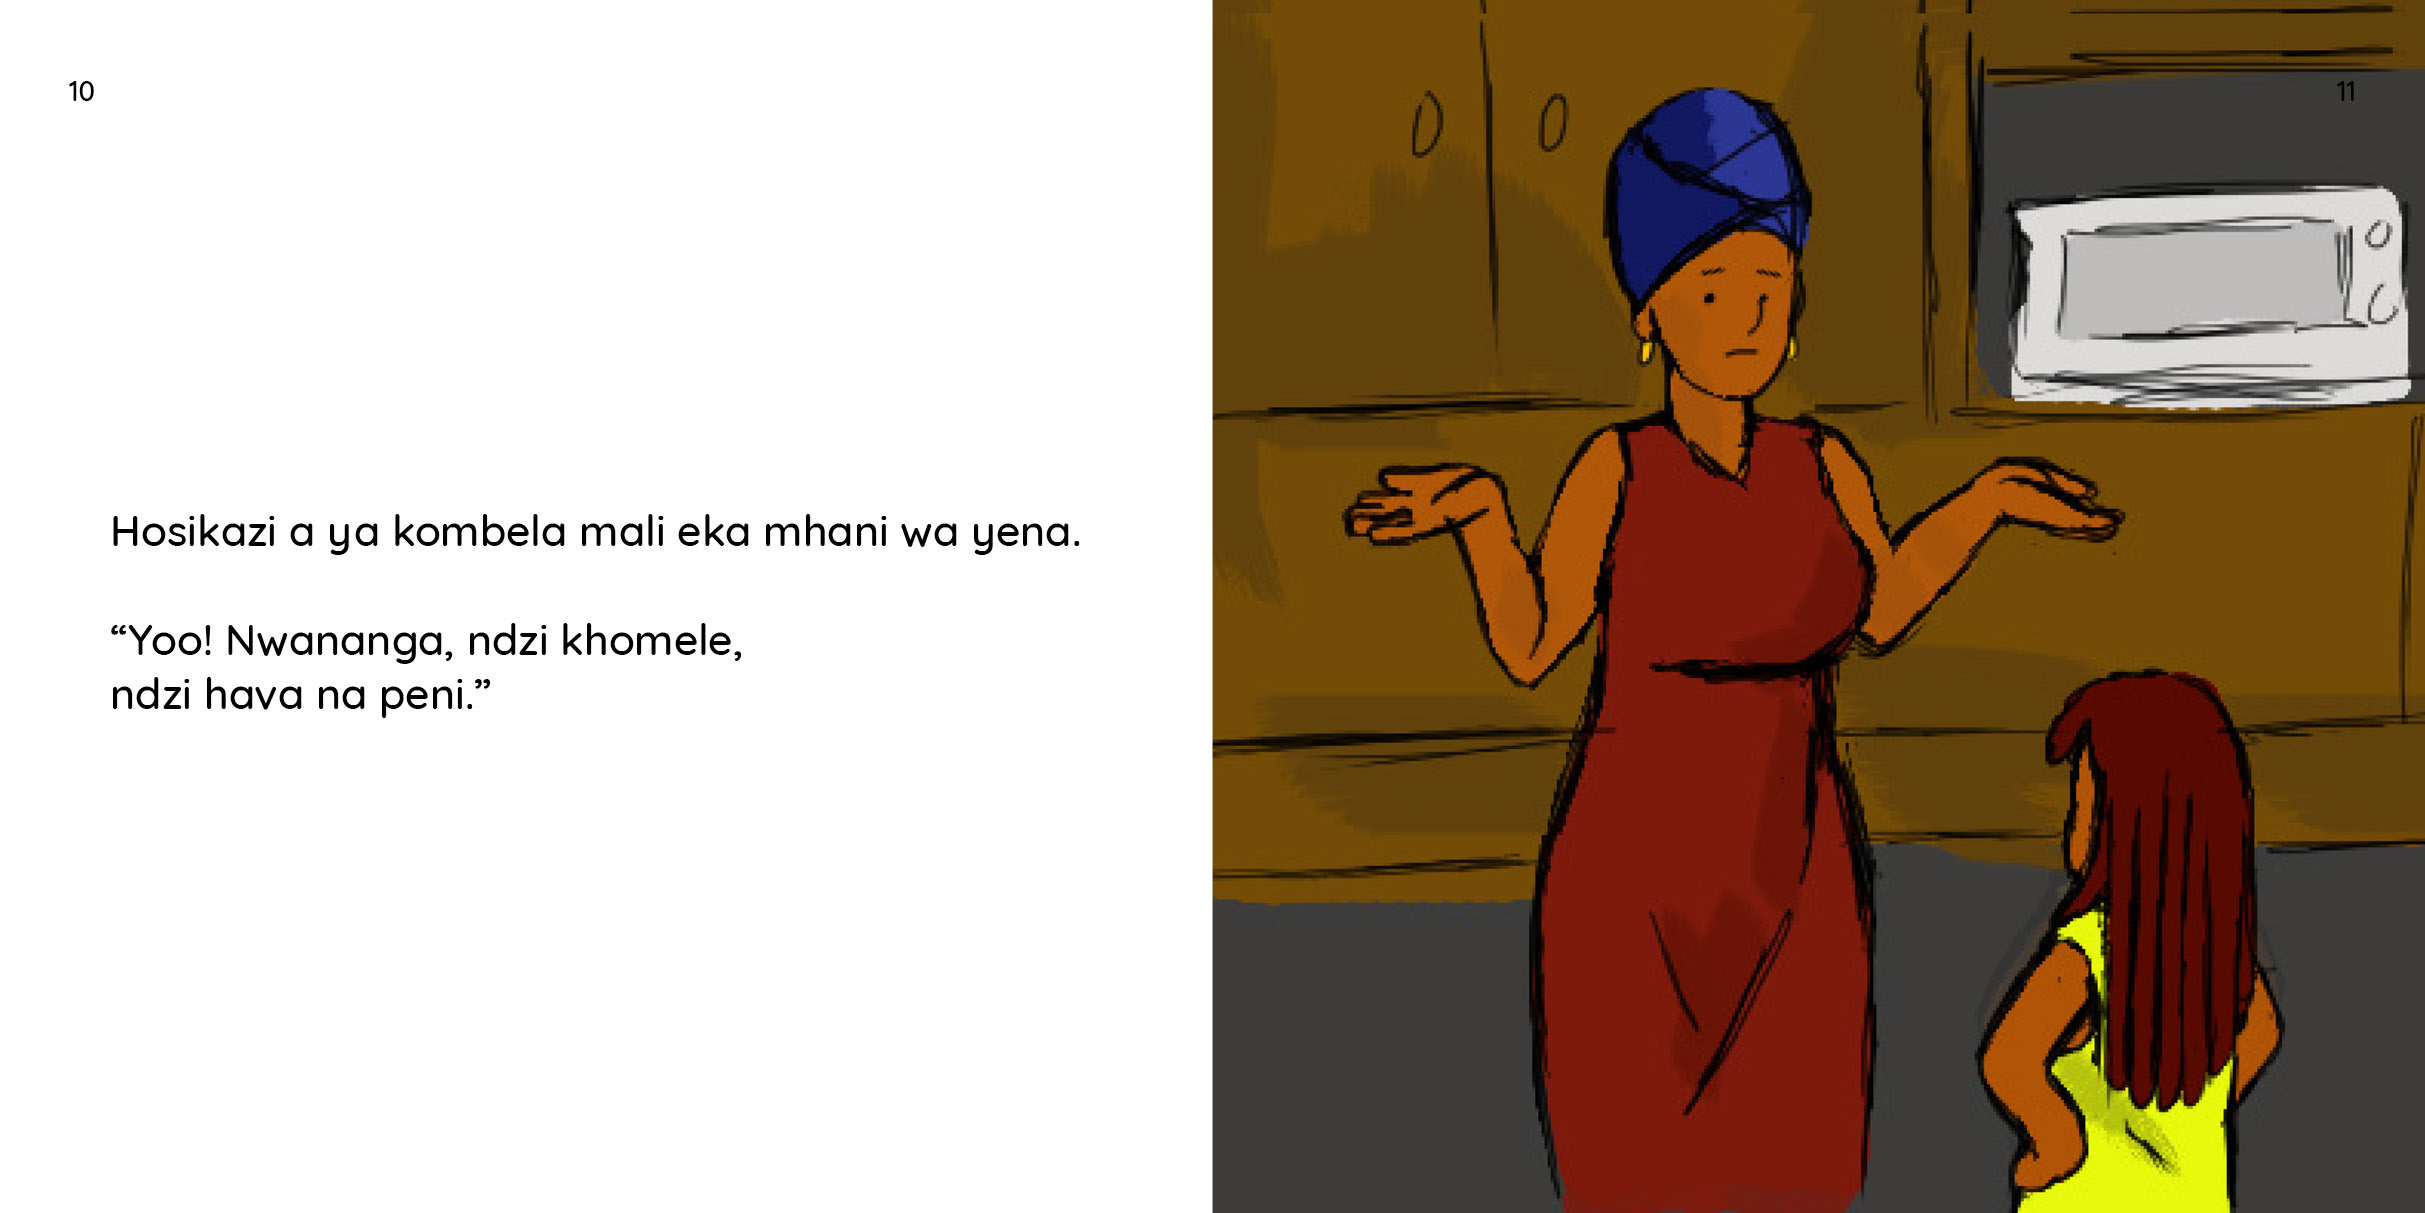 10
11
Hosikazi a ya kombela mali eka mhani wa yena.
“Yoo! Nwananga, ndzi khomele,
ndzi hava na peni.”